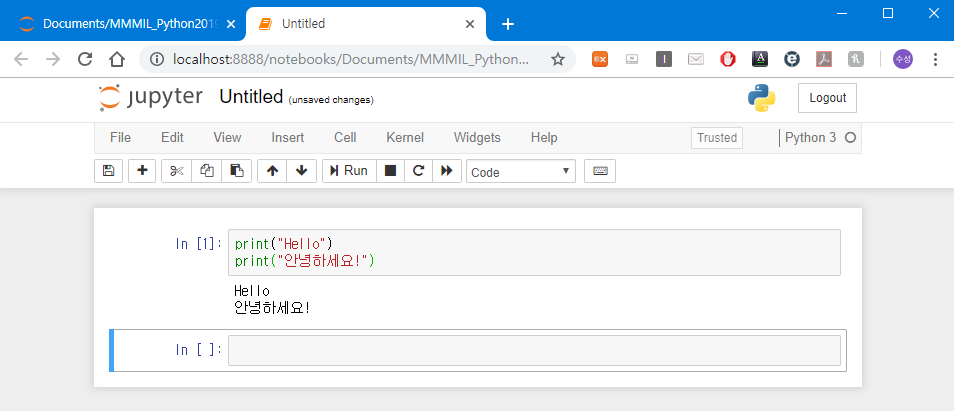 Documents/MMMIL_Python2019
Untitled
localhost:8888/notebooks/Documents/MMMIL_Python...
수성
jupyter Untitled (unsaved changes)
Logout
File Edit View Insert Cell Kernel Widgets Help
Trusted
Python 3
Run
Code
In [1]: print("Hello")
print("안녕하세요!")
Hello
안녕하세요!
In [ ]: